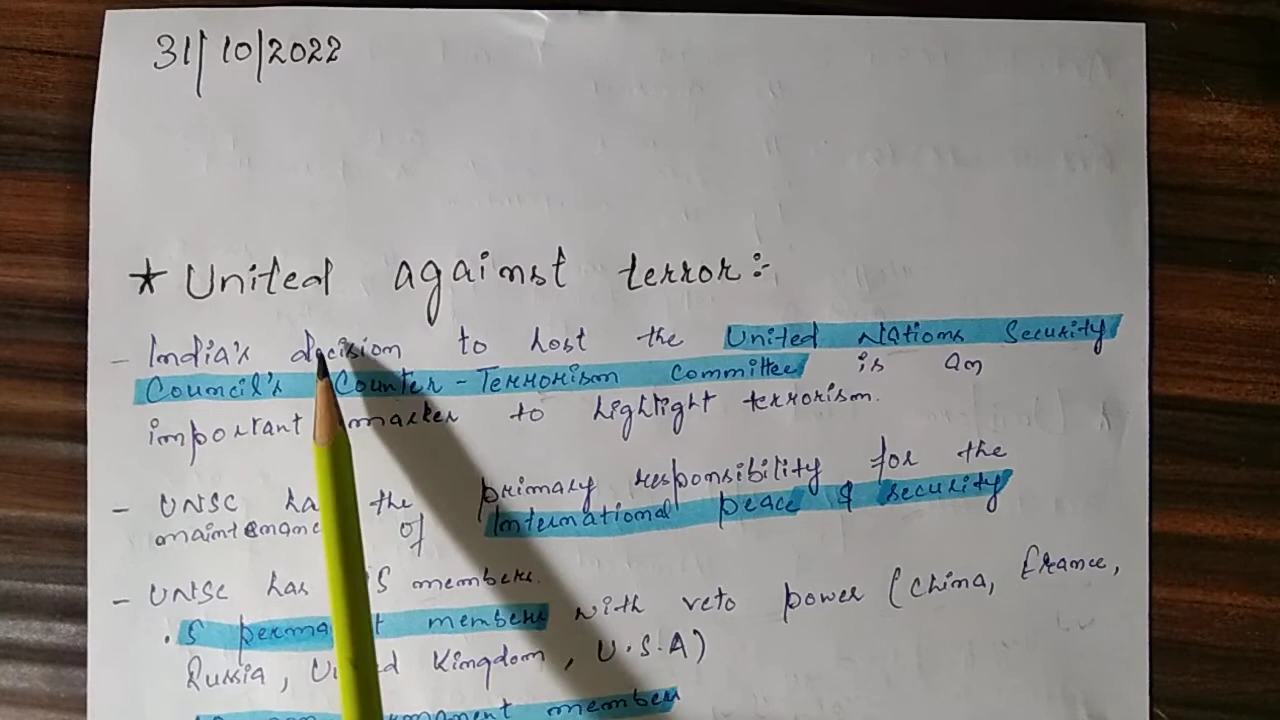 31/10/2022
★ United against terror:-
- India's decision to host the United Nations Security
Council's Counter-Terrorism Committee is an
important marker to highlight terrorism.
- UNSC has the primary responsibility for the
maintenance of International peace & security
- UNSC has members.
. 5 permanent members with veto power (China, France,
Russia, United Kingdom, U.S.A)
members